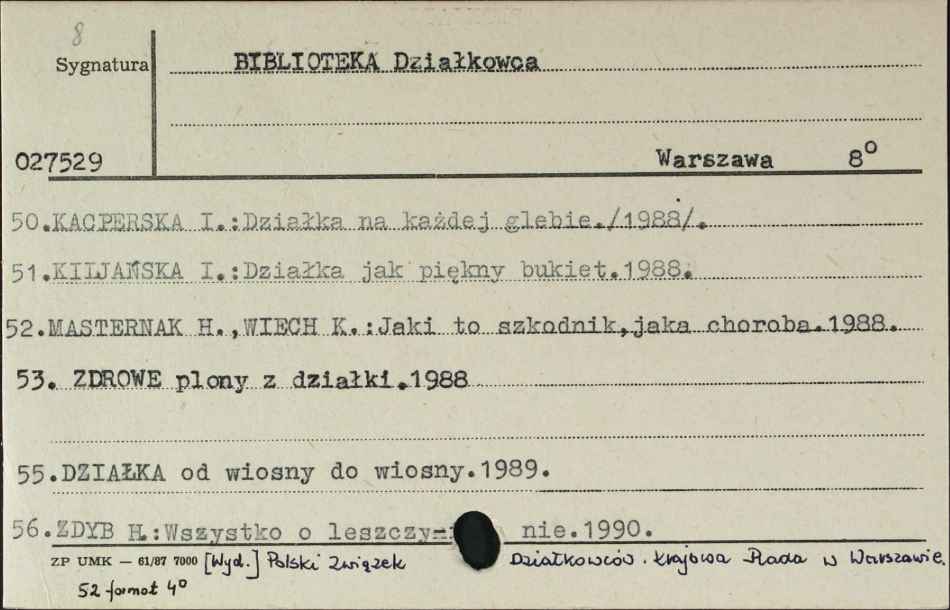 8
Sygnatura
BIBLIOTEKA Działkowca
027529
Warszawa 8°
50.KACPERSKA I.:Działka na każdej glebie./1988/.
51.KILJAŃSKA I.:Działka jak piękny bukiet.1988.
52.MASTERNAK H.,WIECH K.:Jaki to szkodnik,jaka choroba.1988.
53. ZDROWE plony z działki.1988
55.DZIAŁKA od wiosny do wiosny.1989.
56.ZDYB H.:Wszystko o nie.1990.
ZP UMK — 61/87 7000 [Wyd.] Polski Związek Działkowców. Krajowa Rada w Warszawie.
52 format 4°